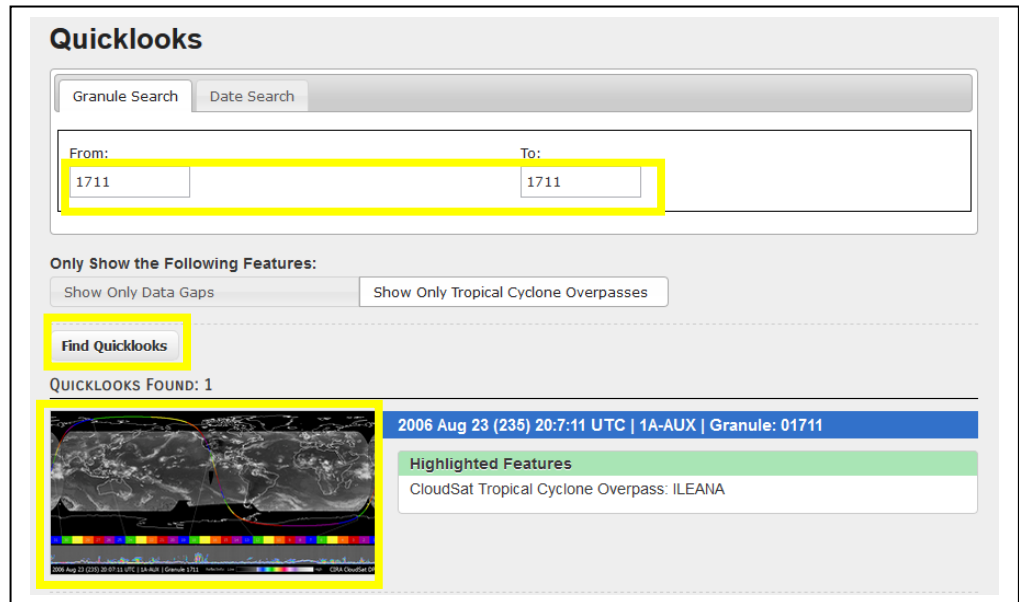 Quicklooks
Granule Search Date Search
From: To:
1711 1711
Only Show the Following Features:
Show Only Data Gaps Show Only Tropical Cyclone Overpasses
Find Quicklooks
QUICKLOOKS FOUND: 1
2006 Aug 23 (235) 20:7:11 UTC | 1A-AUX | Granule: 01711
Highlighted Features
CloudSat Tropical Cyclone Overpass: ILEANA
2006 Aug 23 (235) 20:07:11 UTC | 1A-AUX | Granule 1711 CIRA CloudSat